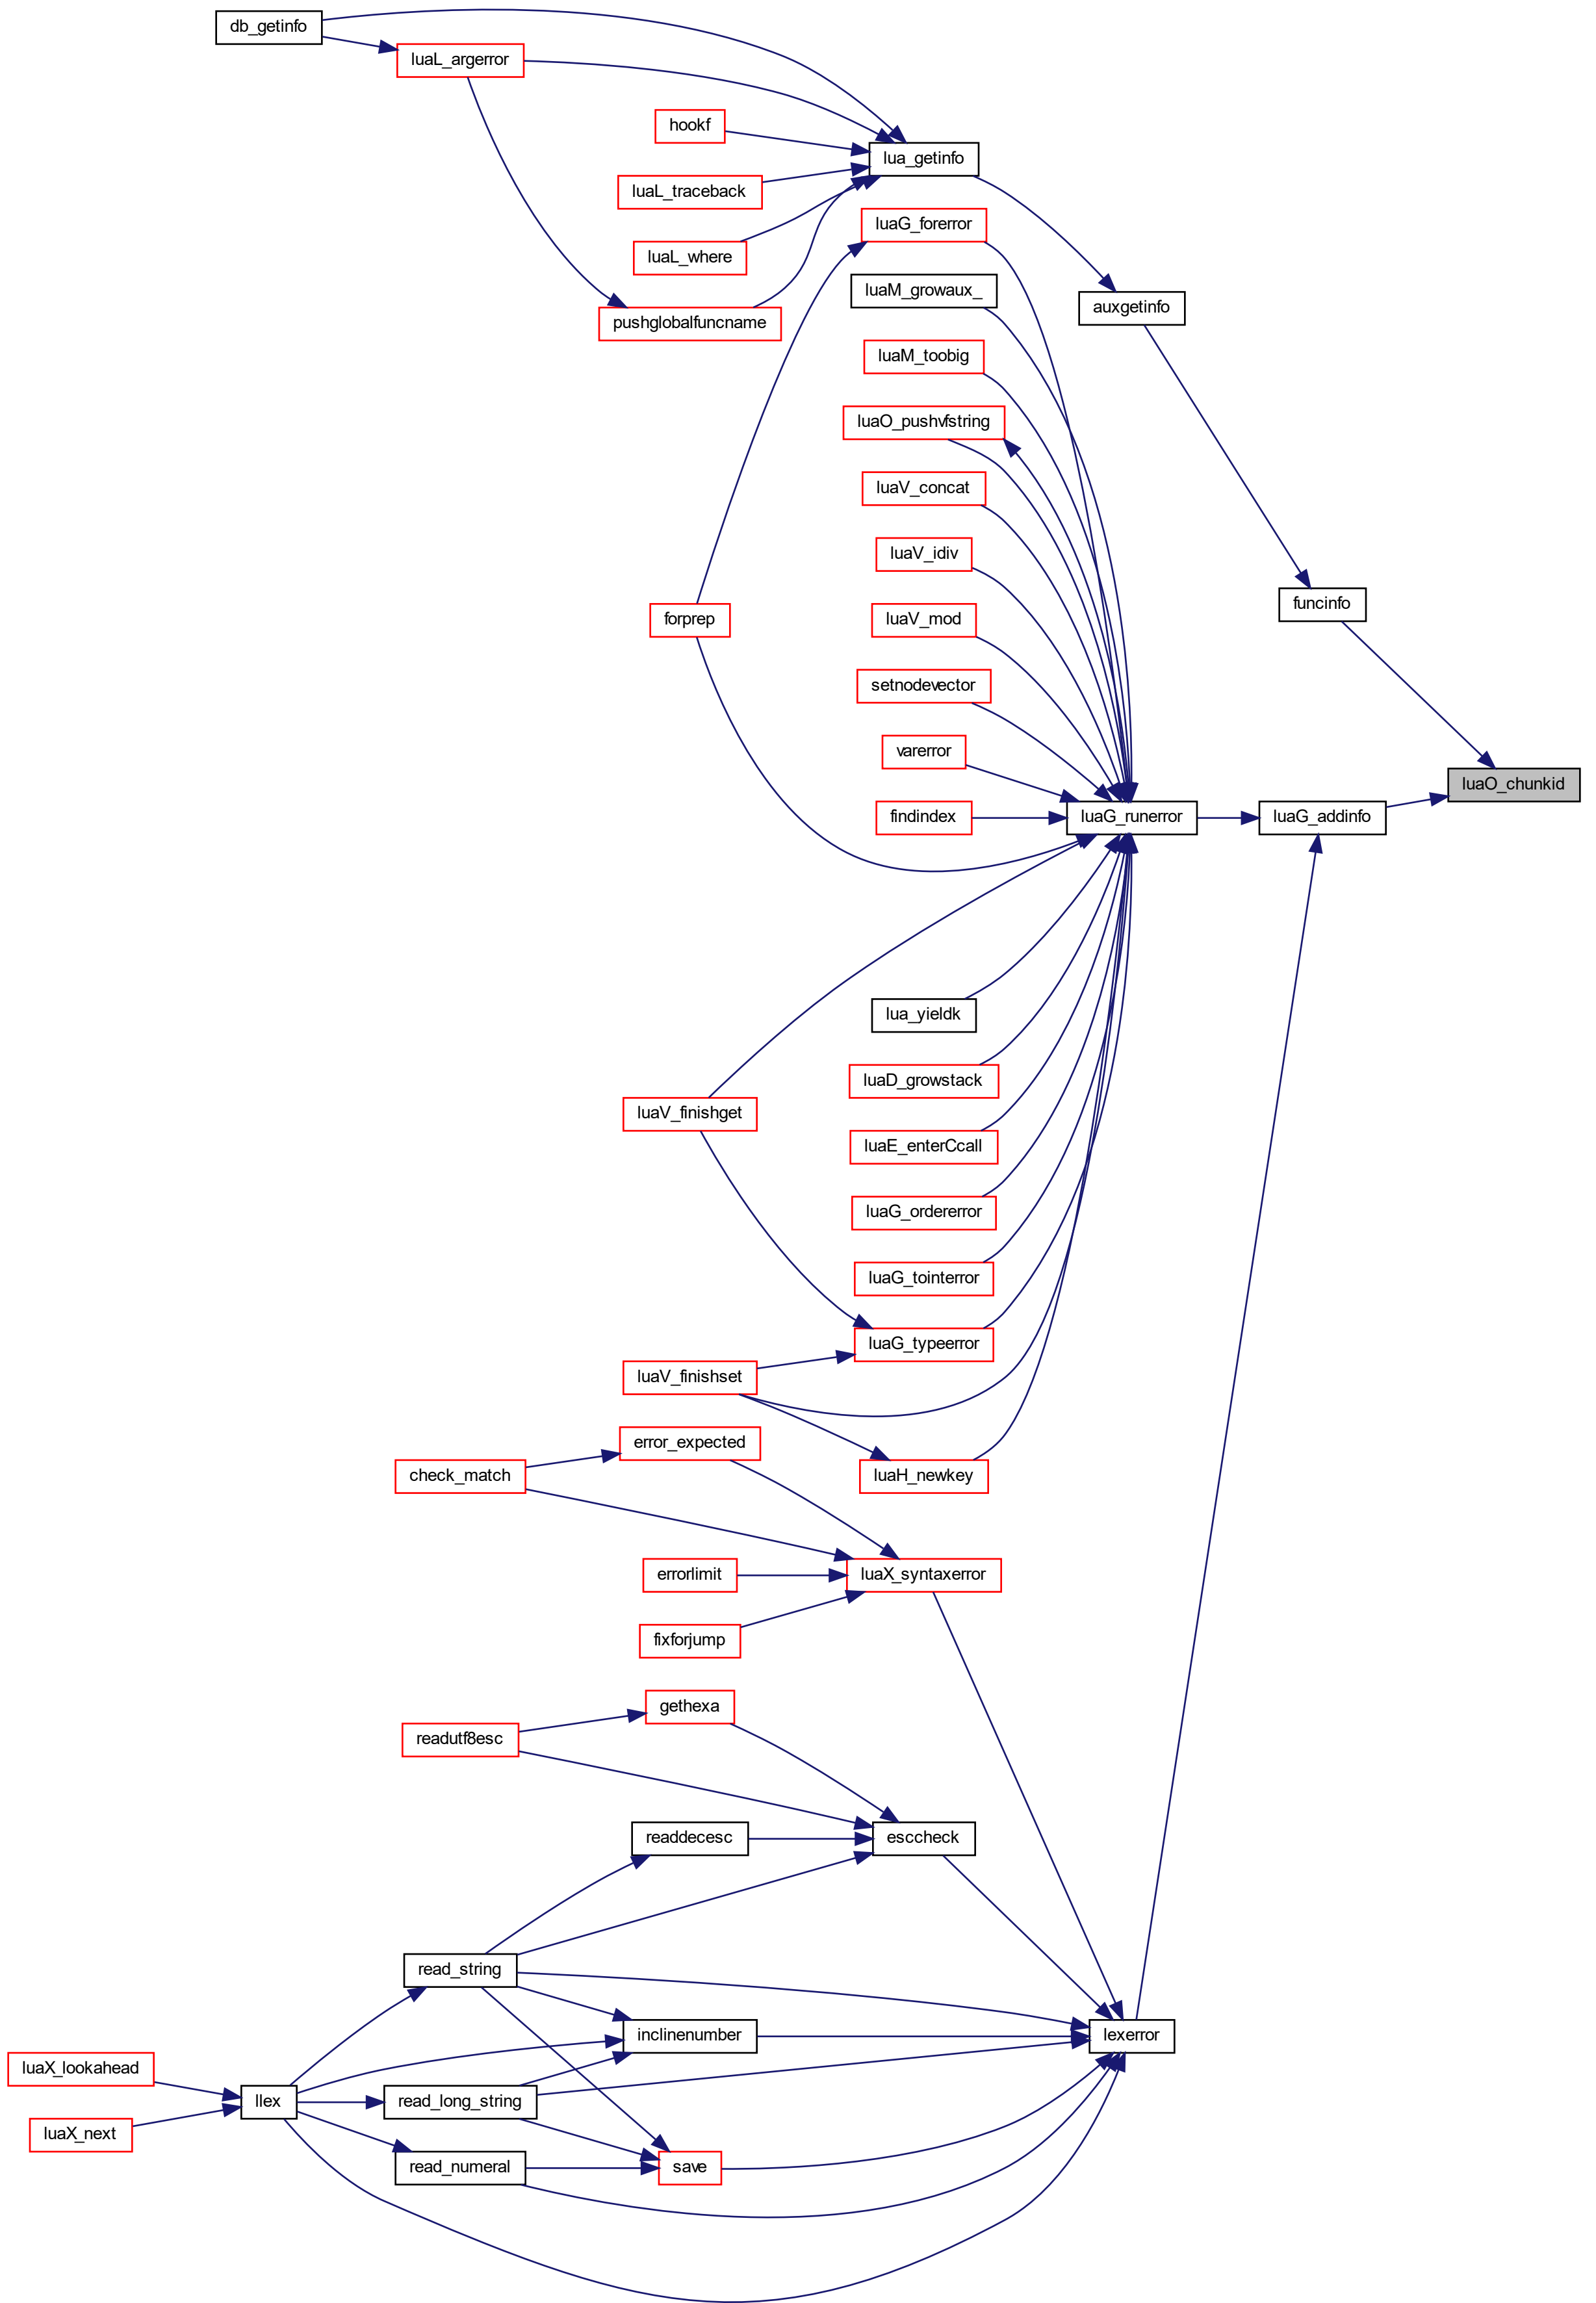 db_getinfo
luaL_argerror
hookf
lua_getinfo
luaL_traceback
luaG_forerror
luaL_where
luaM_growaux_
auxgetinfo
pushglobalfuncname
luaM_toobig
luaO_pushvfstring
luaV_concat
luaV_idiv
funcinfo
forprep
luaV_mod
setnodevector
varerror
luaO_chunkid
findindex
luaG_runerror
luaG_addinfo
lua_yieldk
luaD_growstack
luaV_finishget
luaE_enterCcall
luaG_ordererror
luaG_tointerror
luaG_typeerror
luaV_finishset
error_expected
check_match
luaH_newkey
errorlimit
luaX_syntaxerror
fixforjump
gethexa
readutf8esc
readdecesc
esccheck
read_string
inclinenumber
lexerror
luaX_lookahead
llex
read_long_string
luaX_next
read_numeral
save